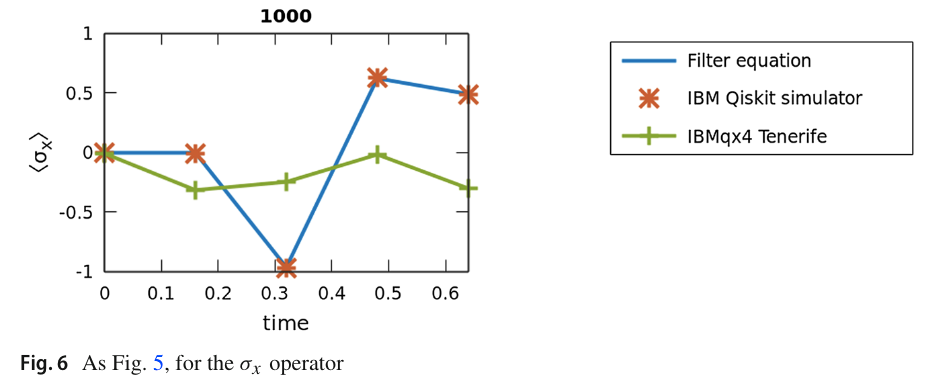 1000
1
0.5
0
-0.5
-1
⟨σx⟩
0 0.1 0.2 0.3 0.4 0.5 0.6
time
Filter equation
IBM Qiskit simulator
IBMqx4 Tenerife
Fig. 6 As Fig. 5, for the σx operator